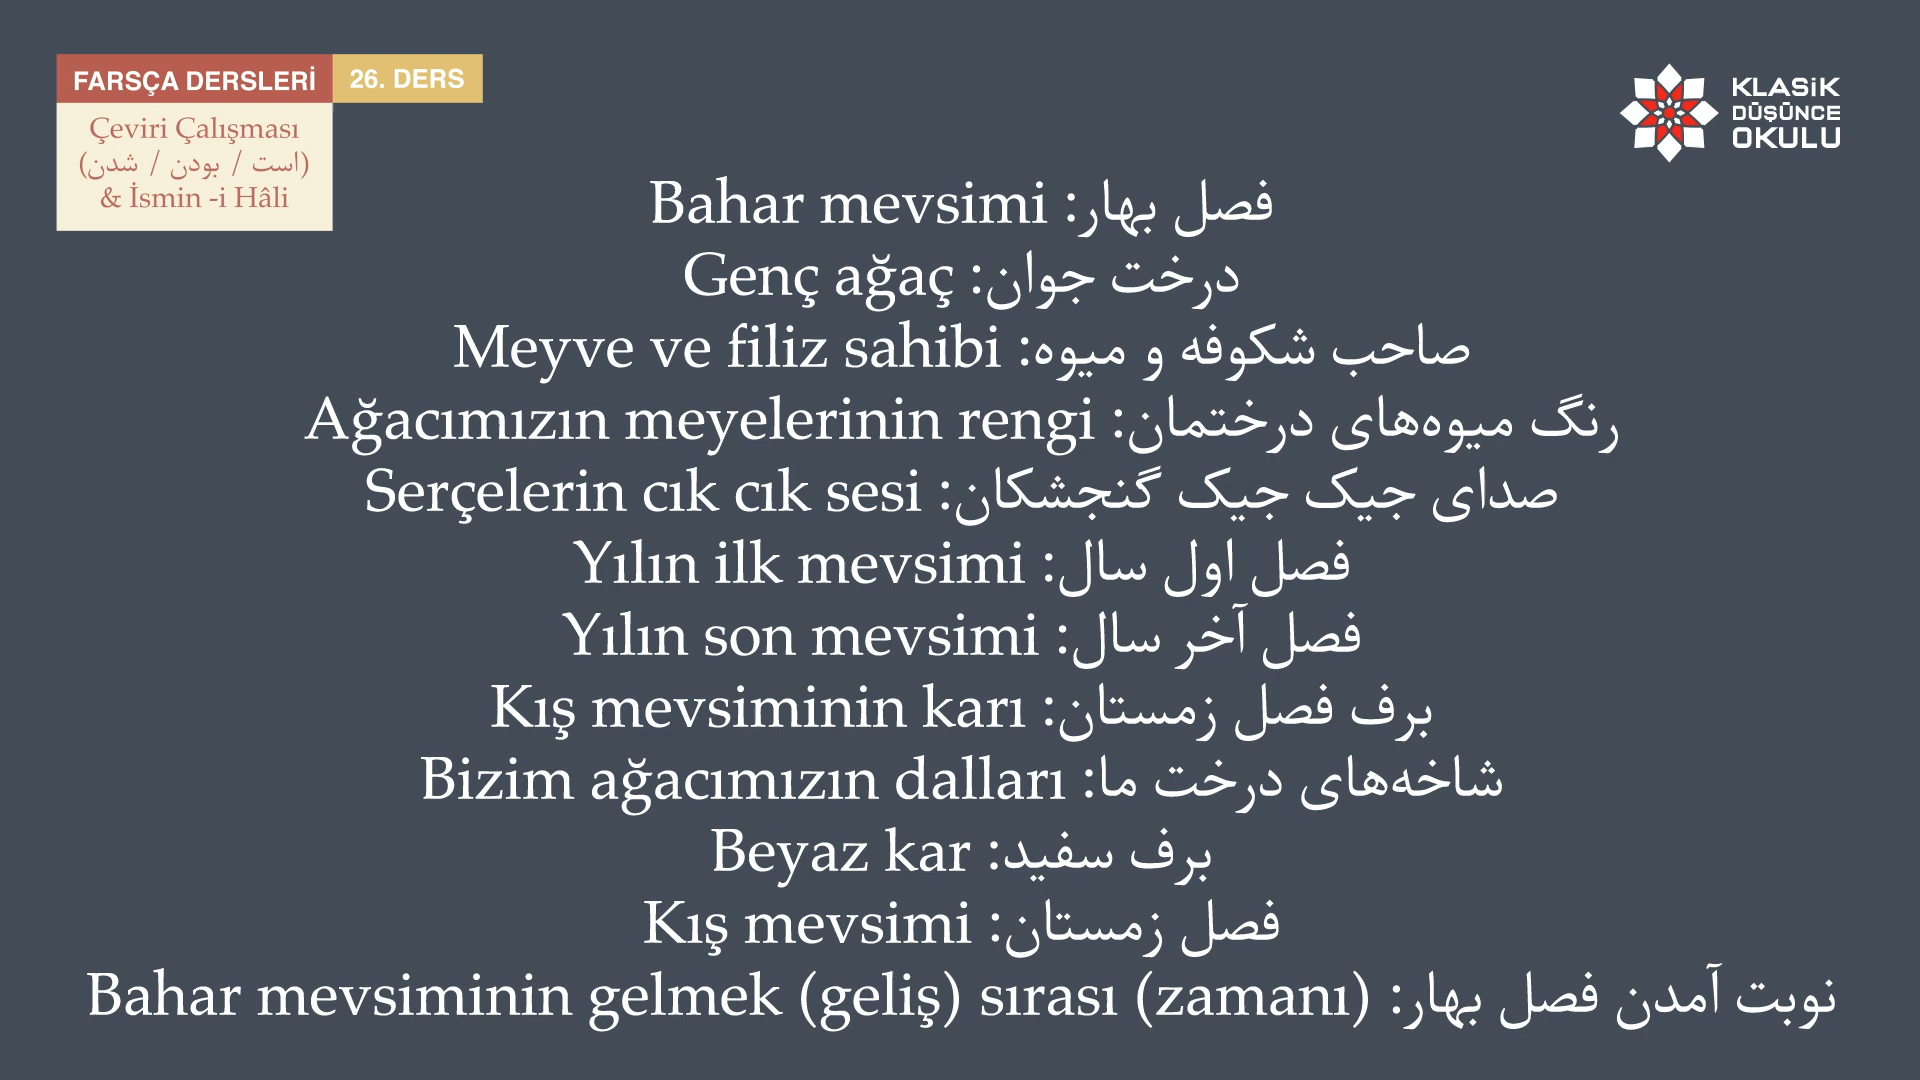 FARSÇA DERSLERİ
26. DERS
Çeviri Çalışması
(است / بودن / شدن)
& İsmin -i Hâli
KLASiK
DÜŞÜNCE
OKULU
فصل بهار: Bahar mevsimi
درخت جوان: Genç ağaç
صاحب شکوفه و میوه: Meyve ve filiz sahibi
رنگ میوه‌های درختمان: Ağacımızın meyelerinin rengi
صدای جیک جیک گنجشکان: Serçelerin cık cık sesi
فصل اول سال: Yılın ilk mevsimi
فصل آخر سال: Yılın son mevsimi
برف فصل زمستان: Kış mevsiminin karı
شاخه‌های درخت ما: Bizim ağacımızın dalları
برف سفید: Beyaz kar
فصل زمستان: Kış mevsimi
نوبت آمدن فصل بهار: Bahar mevsiminin gelmek (geliş) sırası (zamanı)